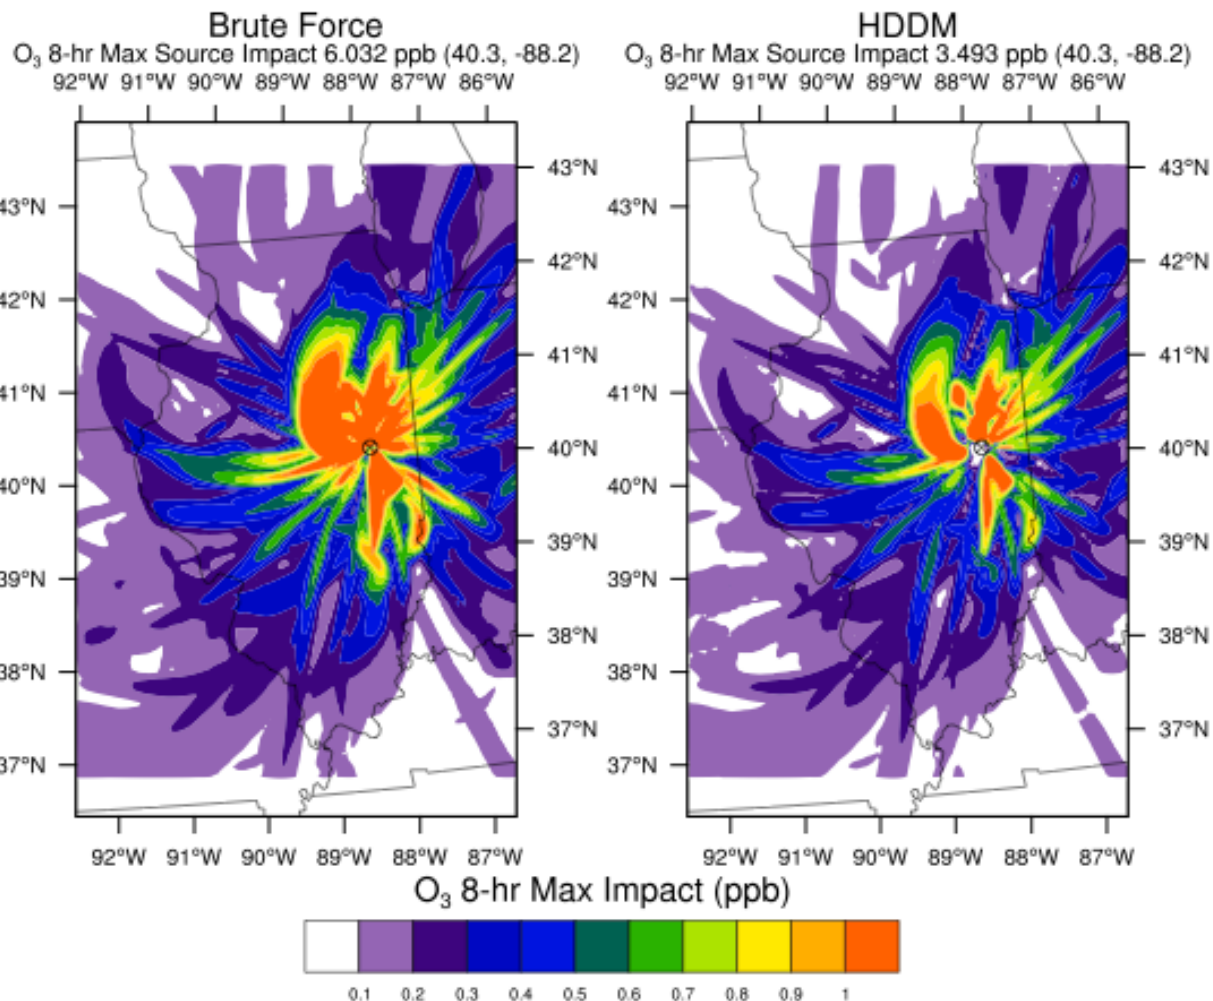 Brute Force HDDM
O3 8-hr Max Source Impact 6.032 ppb (40.3, -88.2) O3 8-hr Max Source Impact 3.493 ppb (40.3, -88.2)
92°W 91°W 90°W 89°W 88°W 87°W 86°W 92°W 91°W 90°W 89°W 88°W 87°W 86°W
43°N 43°N
43°N 43°N
42°N 42°N
42°N 42°N
41°N 41°N
41°N 41°N
40°N 40°N
40°N 40°N
39°N 39°N
39°N 39°N
38°N 38°N
38°N 38°N
37°N 37°N
37°N 37°N
92°W 91°W 90°W 89°W 88°W 87°W 92°W 91°W 90°W 89°W 88°W 87°W
O3 8-hr Max Impact (ppb)
0.1 0.2 0.3 0.4 0.5 0.6 0.7 0.8 0.9 1